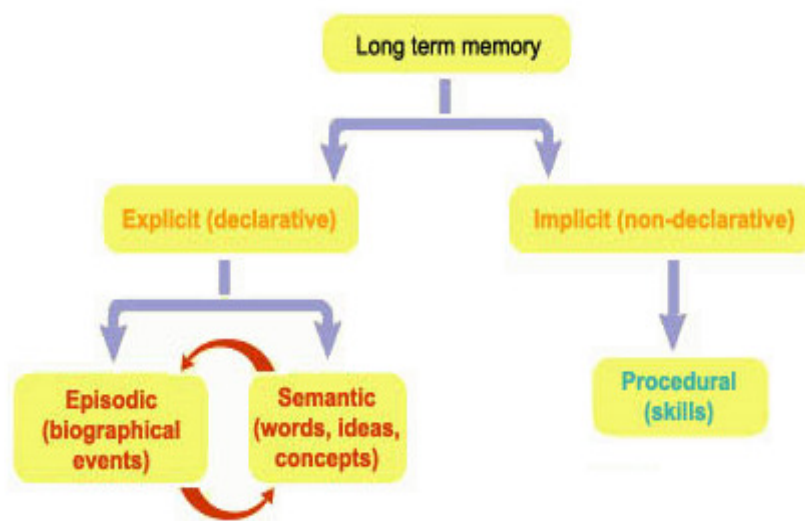 Long term memory
Explicit (declarative)
Implicit (non-declarative)
Episodic
(biographical
events)
Semantic
(words, ideas,
concepts)
Procedural
(skills)